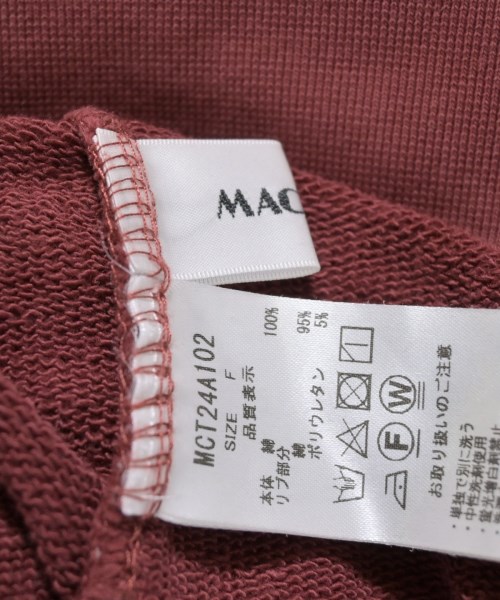 MAC
MCT24A102
SIZE F
品質表示
本体 綿 100%
リブ部分
綿 95%
ポリウレタン 5%
F
W
お取り扱いのご注意
・単独で別に洗う
・中性洗剤使用